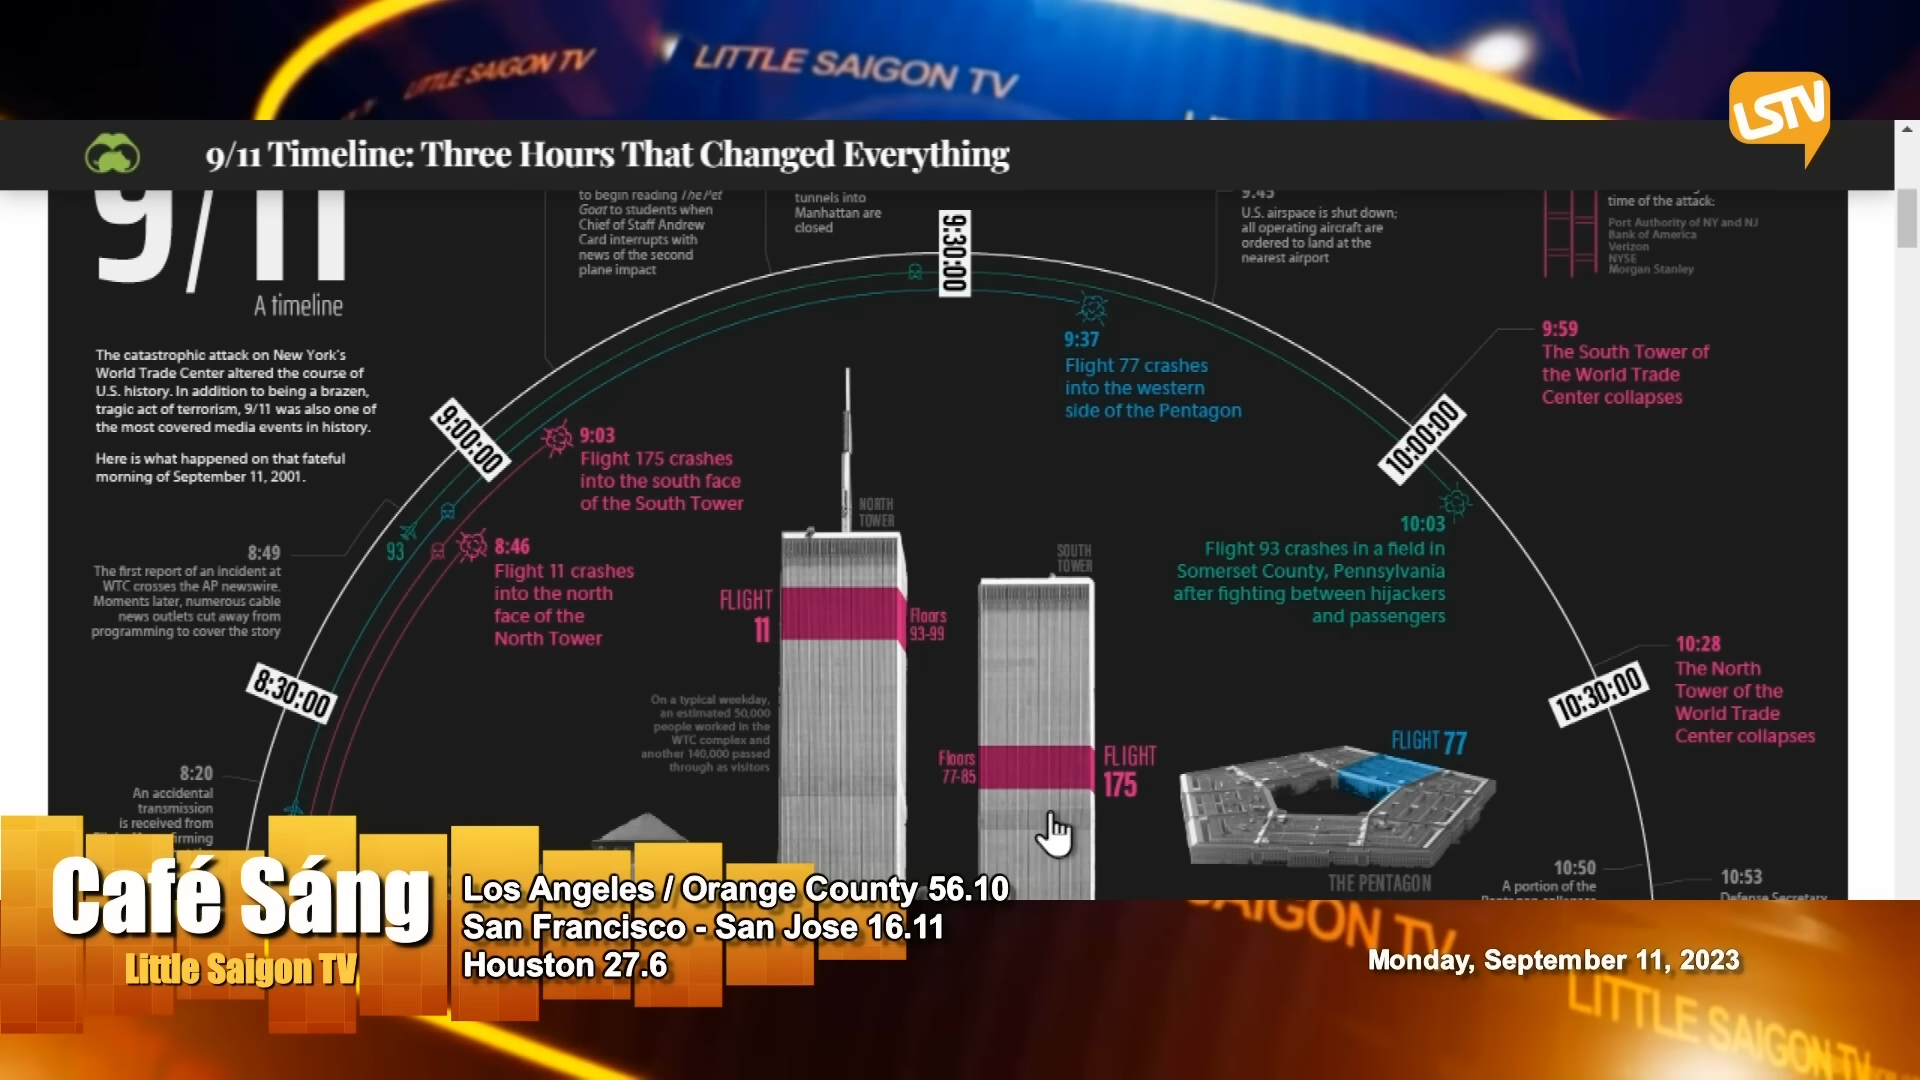 LITTLE SAIGON TV
LITTLE SAIGON TV
LSTV
9/11 Timeline: Three Hours That Changed Everything
9/11
A timeline
The catastrophic attack on New York's
World Trade Center altered the course of
U.S. history. In addition to being a brazen,
tragic act of terrorism, 9/11 was also one of
the most covered media events in history.
Here is what happened on that fateful
morning of September 11, 2001.
to begin reading The Pet
Goat to students when
Chief of Staff Andrew
Card interrupts with
news of the second
plane impact
tunnels into
Manhattan are
closed
9:30:00
9:45
U.S. airspace is shut down;
all operating aircraft are
ordered to land at the
nearest airport
time of the attack:
Port Authority of NY and NJ
Bank of America
Verizon
NYSE
Morgan Stanley
9:37
Flight 77 crashes
into the western
side of the Pentagon
9:59
The South Tower of
the World Trade
Center collapses
9:00:00
10:00:00
9:03
Flight 175 crashes
into the south face
of the South Tower
NORTH
TOWER
SOUTH
TOWER
93
8:49
The first report of an incident at
WTC crosses the AP newswire.
Moments later, numerous cable
news outlets cut away from
programming to cover the story
8:46
Flight 11 crashes
into the north
face of the
North Tower
10:03
Flight 93 crashes in a field in
Somerset County, Pennsylvania
after fighting between hijackers
and passengers
FLIGHT
11
Floors
93-99
8:30:00
10:30:00
10:28
The North
Tower of the
World Trade
Center collapses
On a typical weekday,
an estimated 50,000
people worked in the
WTC complex and
another 140,000 passed
through as visitors
Floors
77-85
FLIGHT
175
FLIGHT 77
THE PENTAGON
8:20
An accidental
transmission
is received from
10:50
A portion of the
10:53
Defense Secretary
Café Sáng
Little Saigon TV
Los Angeles / Orange County 56.10
San Francisco - San Jose 16.11
Houston 27.6
Monday, September 11, 2023
SAIGON TV
LITTLE SAIGON TV